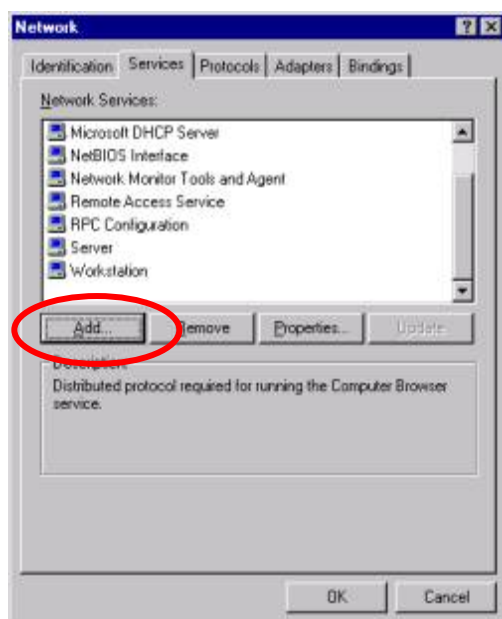 Network
Identification Services Protocols Adapters Bindings
Network Services:
Microsoft DHCP Server
NetBIOS Interface
Network Monitor Tools and Agent
Remote Access Service
RPC Configuration
Server
Workstation
Add... Remove Properties... Update
Description:
Distributed protocol required for running the Computer Browser
service.
OK Cancel